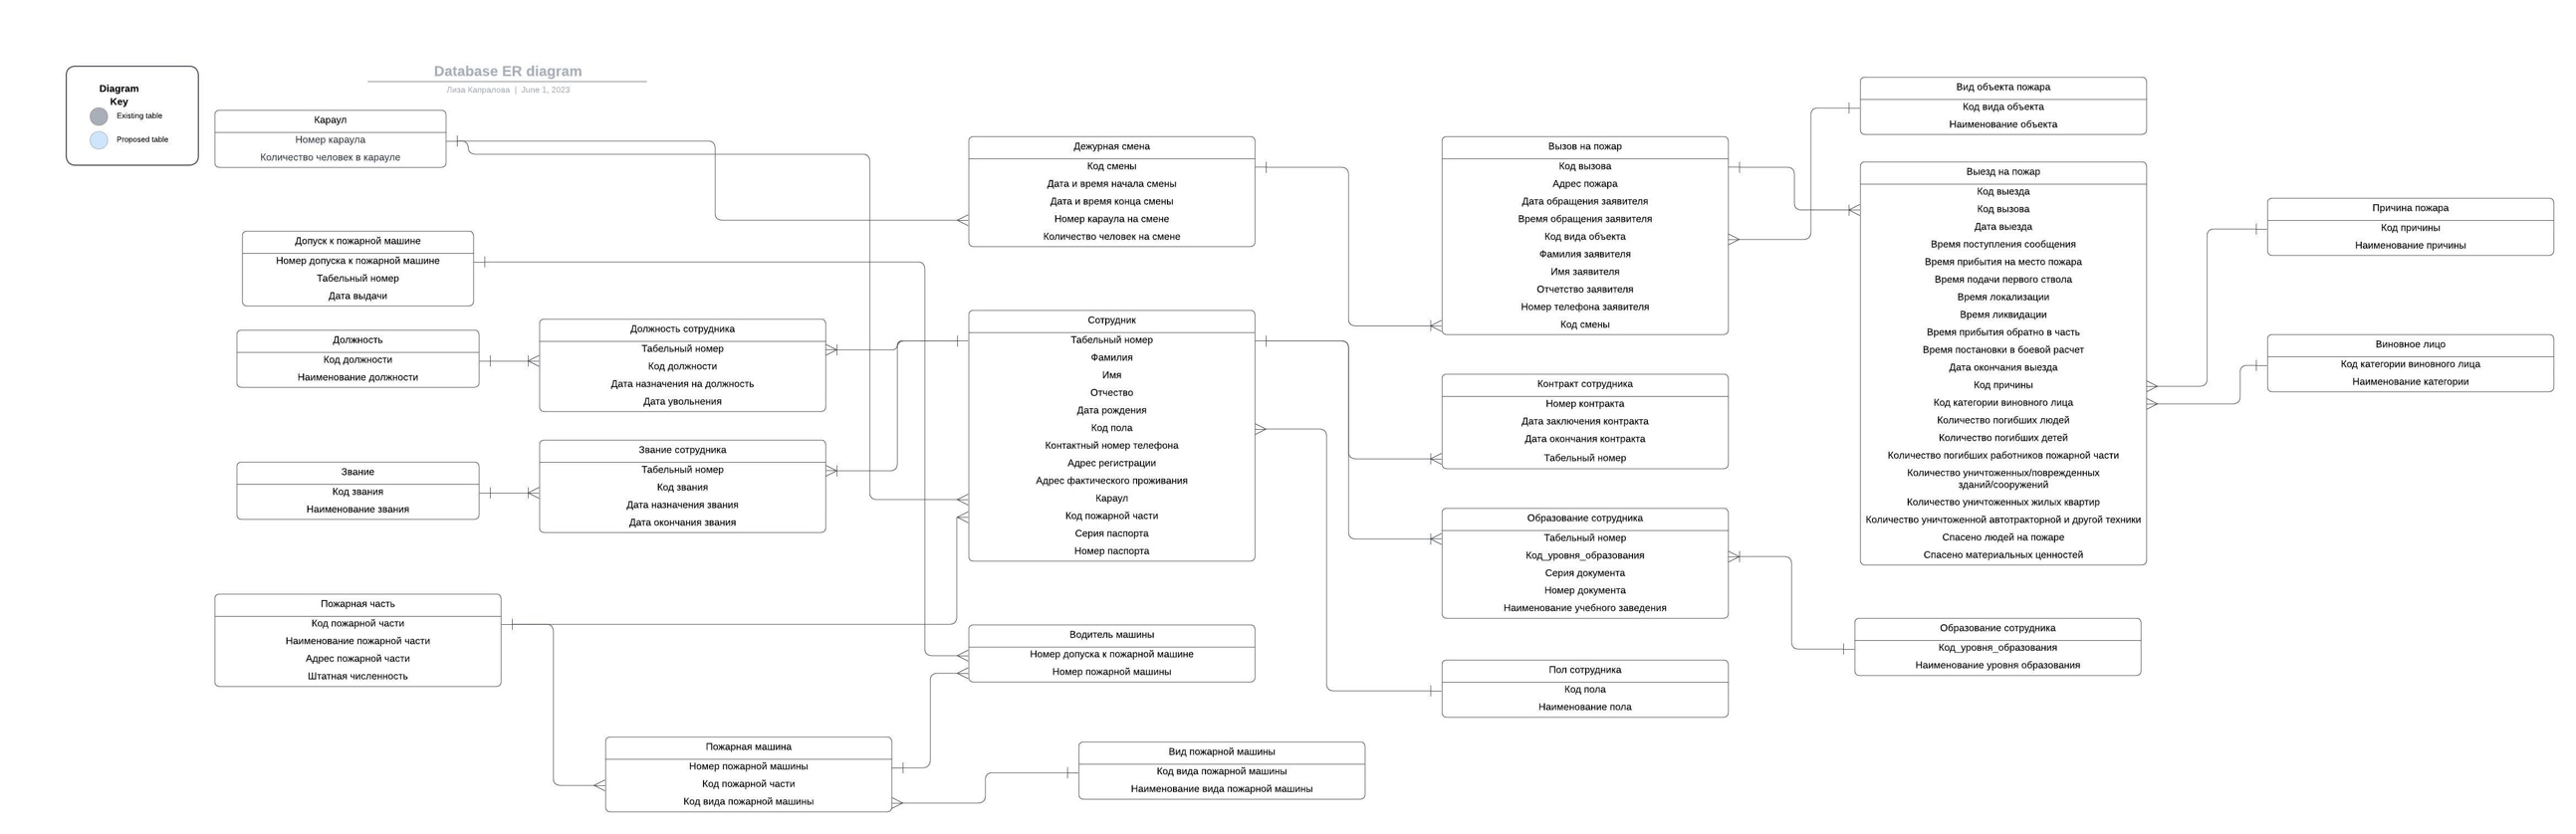 Database ER diagram
Лиза Капралова | June 1, 2023
Diagram
Key
Existing table
Proposed table
Караул
Номер караула
Количество человек в карауле
Допуск к пожарной машине
Номер допуска к пожарной машине
Табельный номер
Дата выдачи
Должность
Код должности
Наименование должности
Должность сотрудника
Табельный номер
Код должности
Дата назначения на должность
Дата увольнения
Звание
Код звания
Наименование звания
Звание сотрудника
Табельный номер
Код звания
Дата назначения звания
Дата окончания звания
Пожарная часть
Код пожарной части
Наименование пожарной части
Адрес пожарной части
Штатная численность
Пожарная машина
Номер пожарной машины
Код пожарной части
Код вида пожарной машины
Дежурная смена
Код смены
Дата и время начала смены
Дата и время конца смены
Номер караула на смене
Количество человек на смене
Сотрудник
Табельный номер
Фамилия
Имя
Отчество
Дата рождения
Код пола
Контактный номер телефона
Адрес регистрации
Адрес фактического проживания
Караул
Код пожарной части
Серия паспорта
Номер паспорта
Водитель машины
Номер допуска к пожарной машине
Номер пожарной машины
Вид пожарной машины
Код вида пожарной машины
Наименование вида пожарной машины
Вызов на пожар
Код вызова
Адрес пожара
Дата обращения заявителя
Время обращения заявителя
Код вида объекта
Фамилия заявителя
Имя заявителя
Отчетство заявителя
Номер телефона заявителя
Код смены
Контракт сотрудника
Номер контракта
Дата заключения контракта
Дата окончания контракта
Табельный номер
Образование сотрудника
Табельный номер
Код_уровня_образования
Серия документа
Номер документа
Наименование учебного заведения
Пол сотрудника
Код пола
Наименование пола
Вид объекта пожара
Код вида объекта
Наименование объекта
Выезд на пожар
Код выезда
Код вызова
Дата выезда
Время поступления сообщения
Время прибытия на место пожара
Время подачи первого ствола
Время локализации
Время ликвидации
Время прибытия обратно в часть
Время постановки в боевой расчет
Дата окончания выезда
Код причины
Код категории виновного лица
Количество погибших людей
Количество погибших детей
Количество погибших работников пожарной части
Количество уничтоженных/поврежденных
зданий/сооружений
Количество уничтоженных жилых квартир
Количество уничтоженной автотракторной и другой техники
Спасено людей на пожаре
Спасено материальных ценностей
Образование сотрудника
Код_уровня_образования
Наименование уровня образования
Причина пожара
Код причины
Наименование причины
Виновное лицо
Код категории виновного лица
Наименование категории